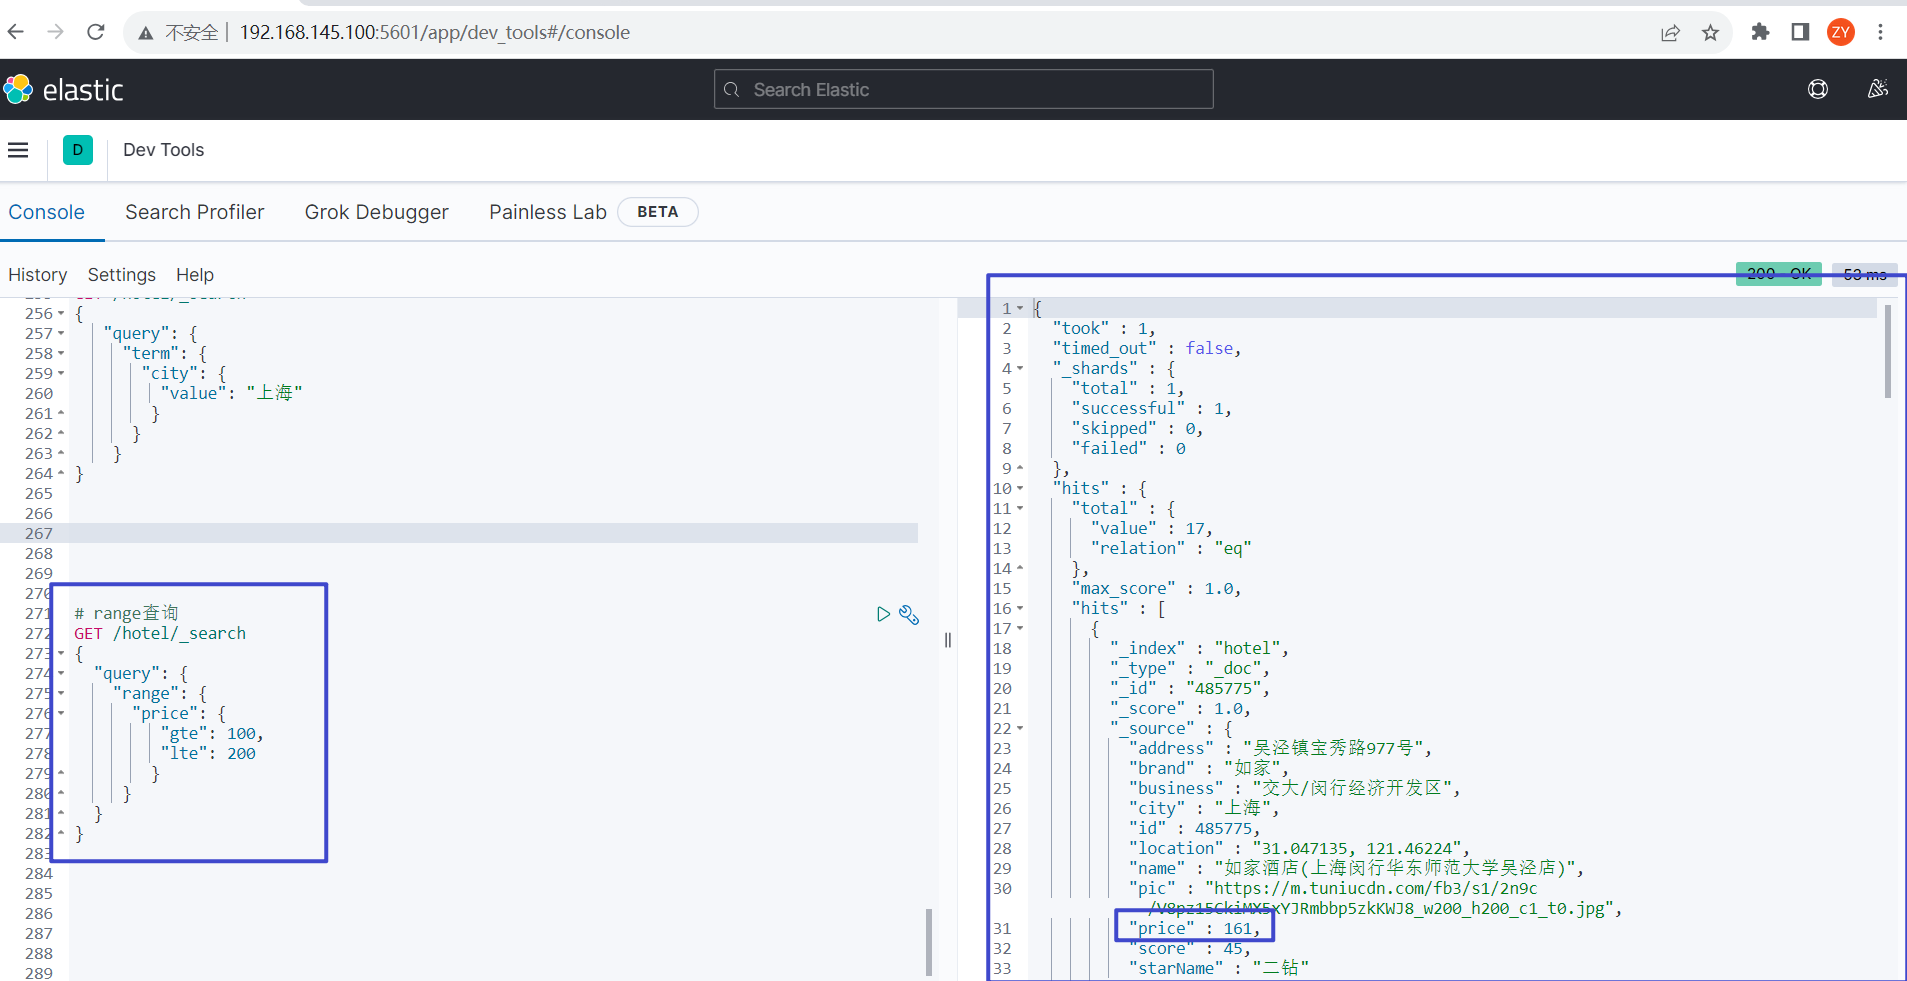 不安全 | 192.168.145.100:5601/app/dev_tools#/console
ZY
elastic
Search Elastic
D
Dev Tools
Console
Search Profiler
Grok Debugger
Painless Lab
BETA
History
Settings
Help
200 - OK
53 ms
256 {
257 "query": {
258 "term": {
259 "city": {
260 "value": "上海"
261 }
262 }
263 }
264 }
265
266
267
268
269
270
271 # range查询
272 GET /hotel/_search
273 {
274 "query": {
275 "range": {
276 "price": {
277 "gte": 100,
278 "lte": 200
279 }
280 }
281 }
282 }
283
284
285
286
287
288
289
1 {
2 "took" : 1,
3 "timed_out" : false,
4 "_shards" : {
5 "total" : 1,
6 "successful" : 1,
7 "skipped" : 0,
8 "failed" : 0
9 },
10 "hits" : {
11 "total" : {
12 "value" : 17,
13 "relation" : "eq"
14 },
15 "max_score" : 1.0,
16 "hits" : [
17 {
18 "_index" : "hotel",
19 "_type" : "_doc",
20 "_id" : "485775",
21 "_score" : 1.0,
22 "_source" : {
23 "address" : "吴泾镇宝秀路977号",
24 "brand" : "如家",
25 "business" : "交大/闵行经济开发区",
26 "city" : "上海",
27 "id" : 485775,
28 "location" : "31.047135, 121.46224",
29 "name" : "如家酒店(上海闵行华东师范大学吴泾店)",
30 "pic" : "https://m.tuniucdn.com/fb3/s1/2n9c
/V8pz15CkiMX5xYJRmbbp5zkKWJ8_w200_h200_c1_t0.jpg",
31 "price" : 161,
32 "score" : 45,
33 "starName" : "二钻"